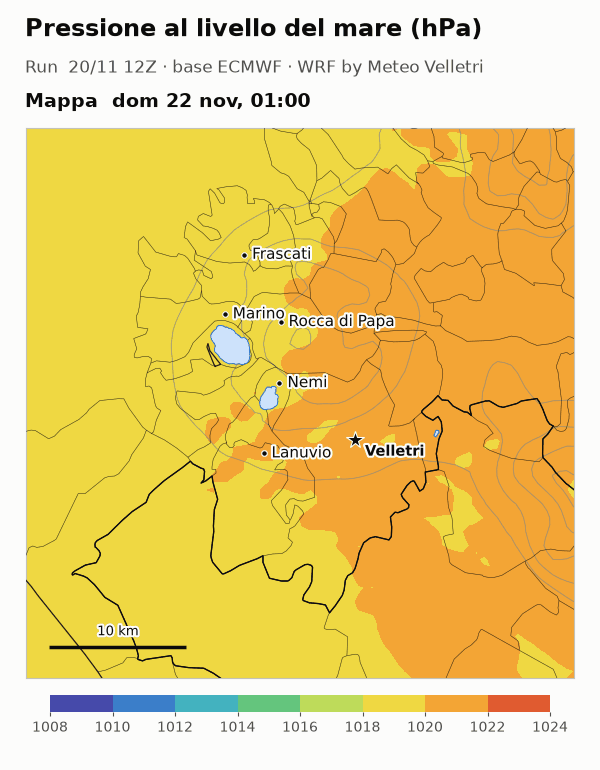 Pressione al livello del mare (hPa)
Run  20/11 12Z · base ECMWF · WRF by Meteo Velletri
Mappa  dom 22 nov, 01:00
Frascati
Marino
Rocca di Papa
Nemi
Velletri
Lanuvio
10 km
1008 1010 1012 1014 1016 1018 1020 1022 1024